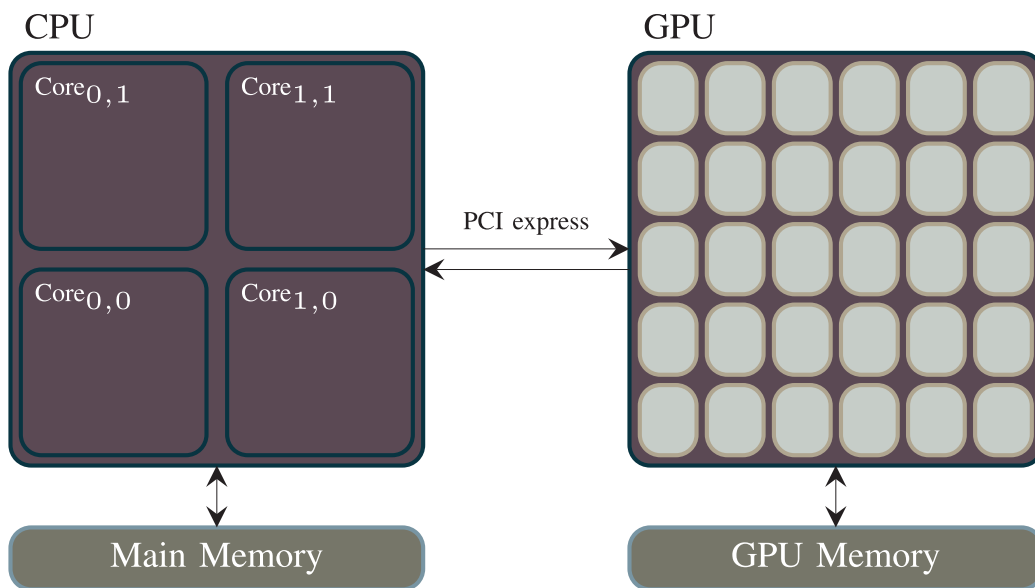 CPU
GPU
Core0,1
Core1,1
PCI express
Core0,0
Core1,0
Main Memory
GPU Memory